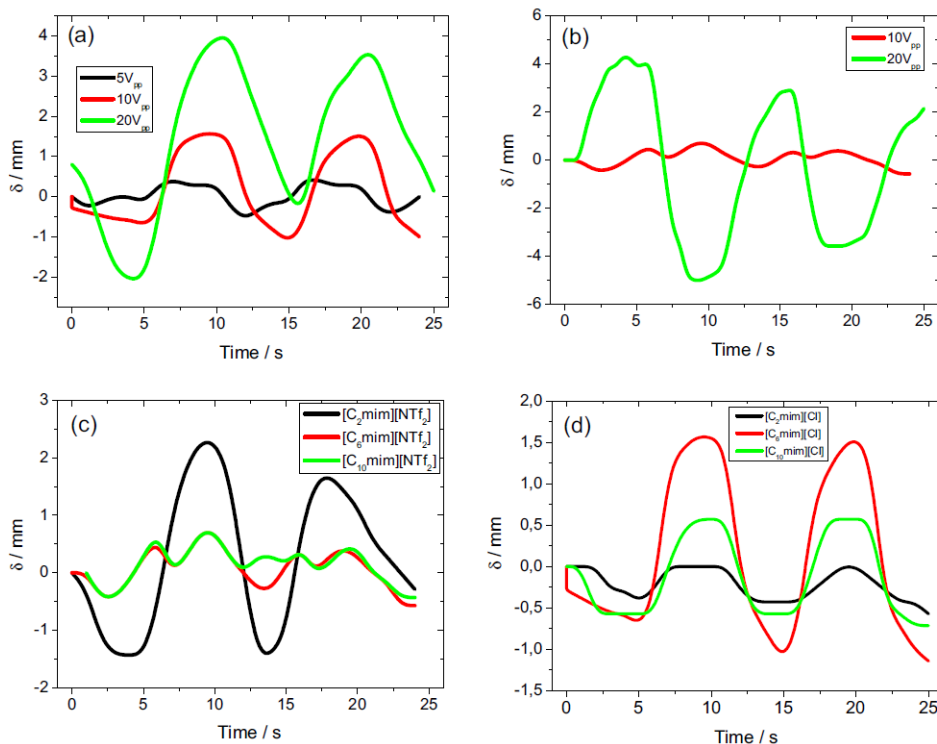 (a)
5Vpp
10Vpp
20Vpp
δ / mm
4
3
2
1
0
-1
-2
0 5 10 15 20 25
Time / s
(b)
10Vpp
20Vpp
δ / mm
6
4
2
0
-2
-4
-6
0 5 10 15 20 25
Time / s
(c)
[C2mim][NTf2]
[C6mim][NTf2]
[C10mim][NTf2]
δ / mm
3
2
1
0
-1
-2
0 5 10 15 20 25
Time / s
(d)
[C2mim][Cl]
[C6mim][Cl]
[C10mim][Cl]
δ / mm
2,0
1,5
1,0
0,5
0,0
-0,5
-1,0
-1,5
0 5 10 15 20 25
Time / s